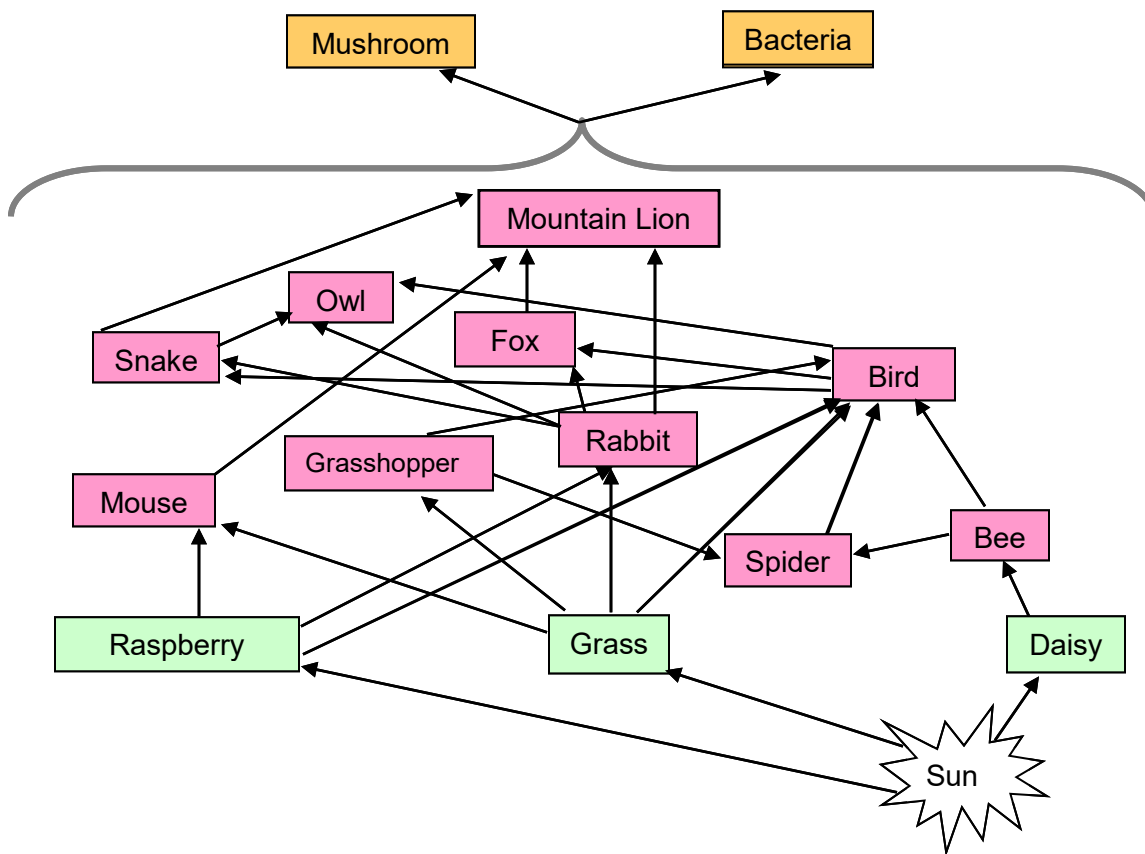 Mushroom
Bacteria
Mountain Lion
Owl
Fox
Snake
Bird
Rabbit
Grasshopper
Mouse
Bee
Spider
Raspberry
Grass
Daisy
Sun